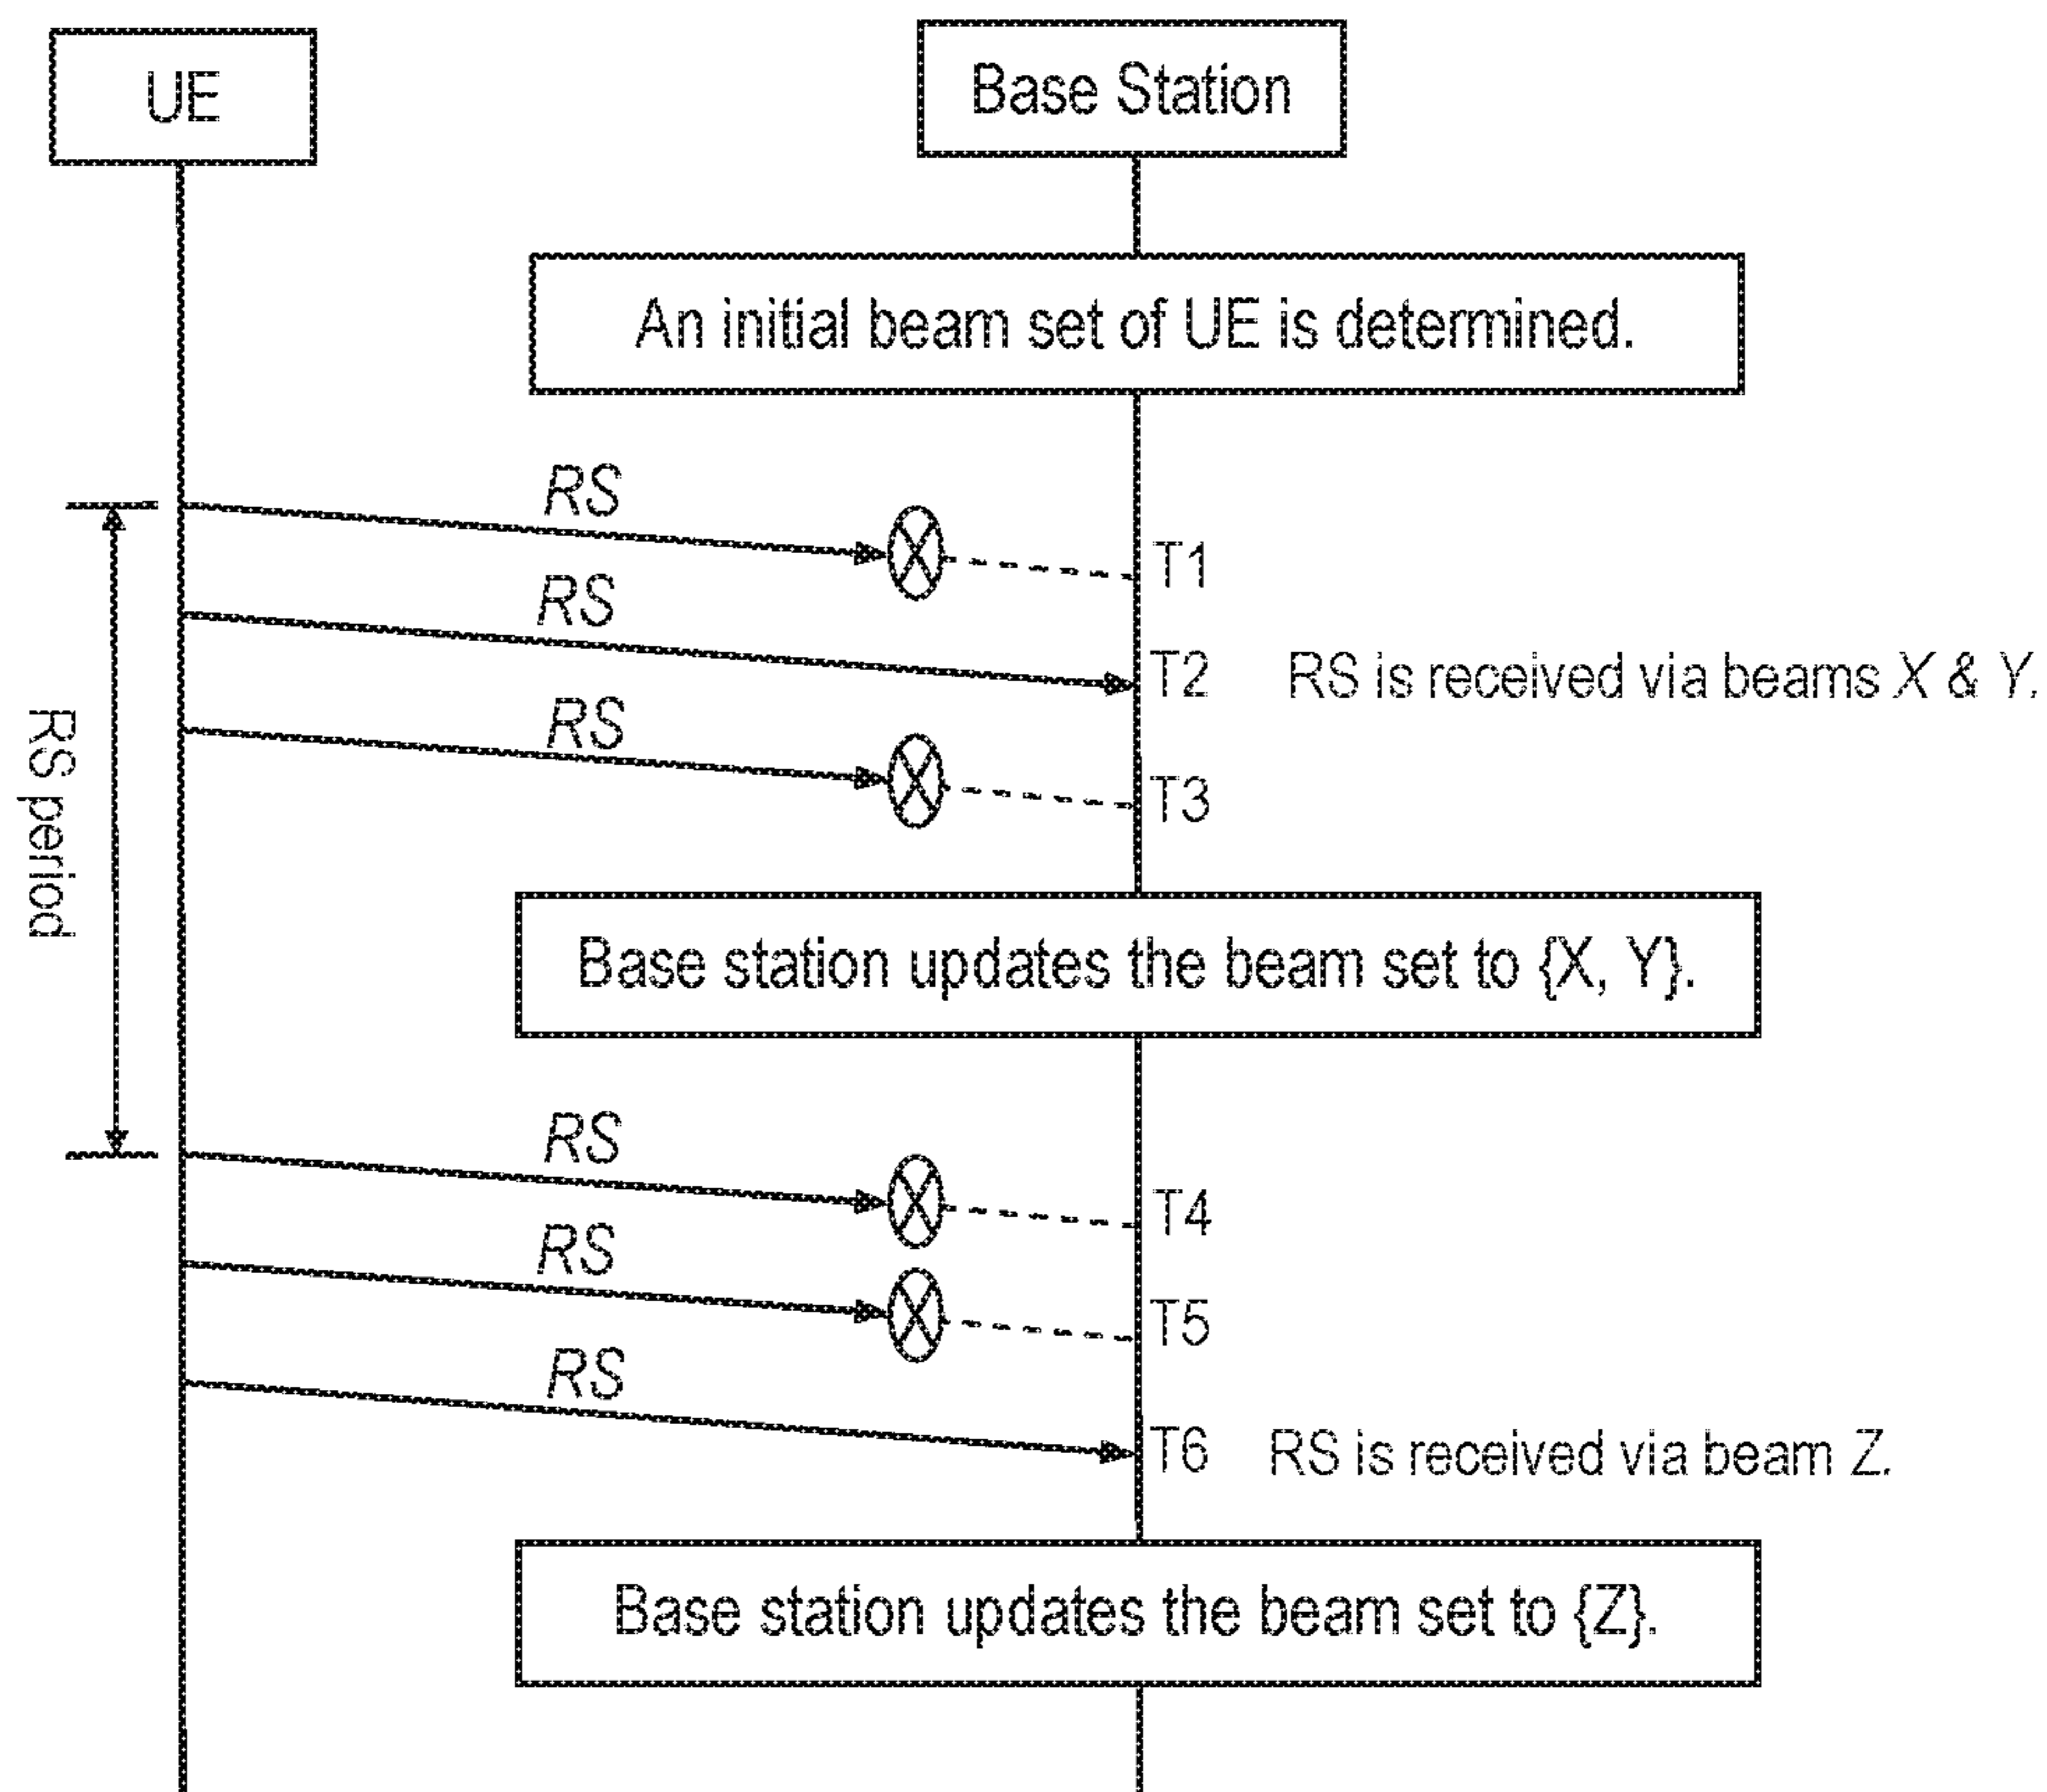 UE
Base Station
An initial beam set of UE is determined.
RS
T1
RS
T2 RS is received via beams X & Y.
RS
T3
RS period
Base station updates the beam set to {X, Y}.
RS
T4
RS
T5
RS
T6 RS is received via beam Z.
Base station updates the beam set to {Z}.